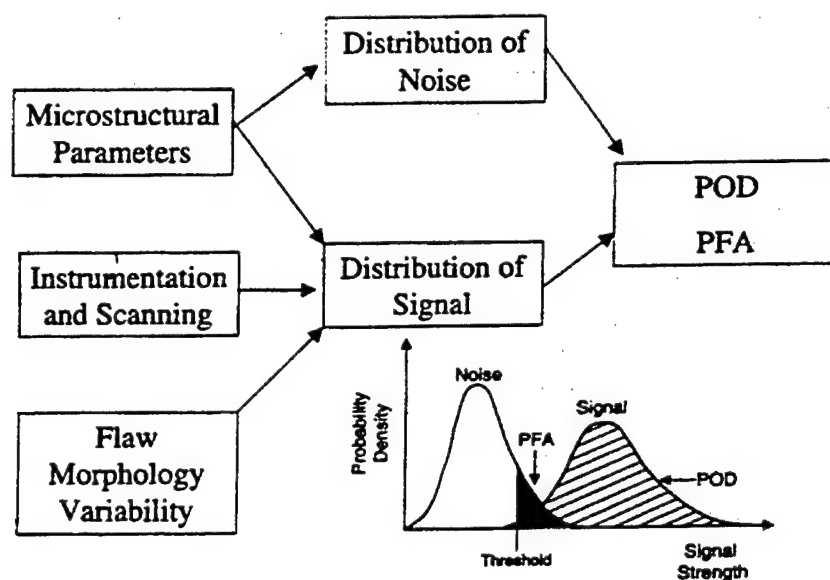 Distribution of
Noise
Microstructural
Parameters
POD
PFA
Instrumentation
and Scanning
Distribution of
Signal
Flaw
Morphology
Variability
Probability
Density
Noise
PFA
Signal
POD
Threshold
Signal
Strength